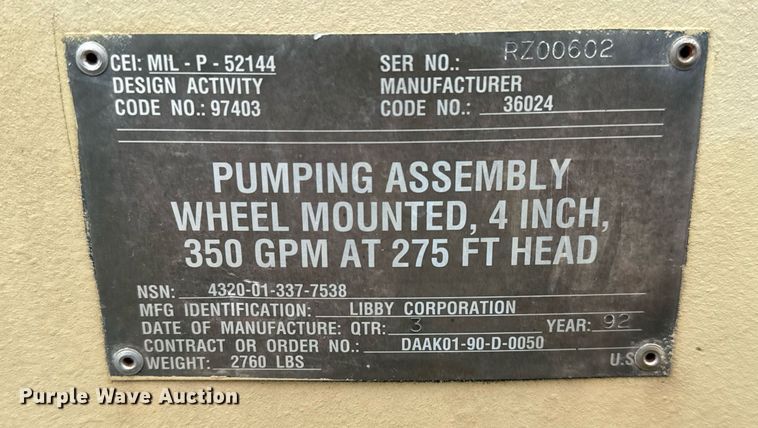 CEI: MIL - P - 52144 SER NO.: RZ00602
DESIGN ACTIVITY MANUFACTURER
CODE NO.: 97403 CODE NO.: 36024
PUMPING ASSEMBLY
WHEEL MOUNTED, 4 INCH,
350 GPM AT 275 FT HEAD
NSN: 4320-01-337-7538
MFG IDENTIFICATION: LIBBY CORPORATION
DATE OF MANUFACTURE: QTR: 3 YEAR: 92
CONTRACT OR ORDER NO.: DAAK01-90-D-0050
WEIGHT: 2760 LBS U.S
Purple Wave Auction